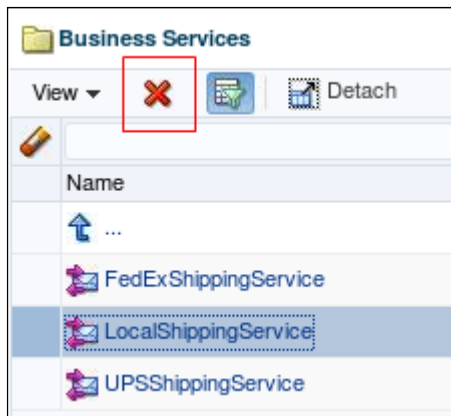 Business Services
View
Detach
Name
...
FedExShippingService
LocalShippingService
UPSShippingService